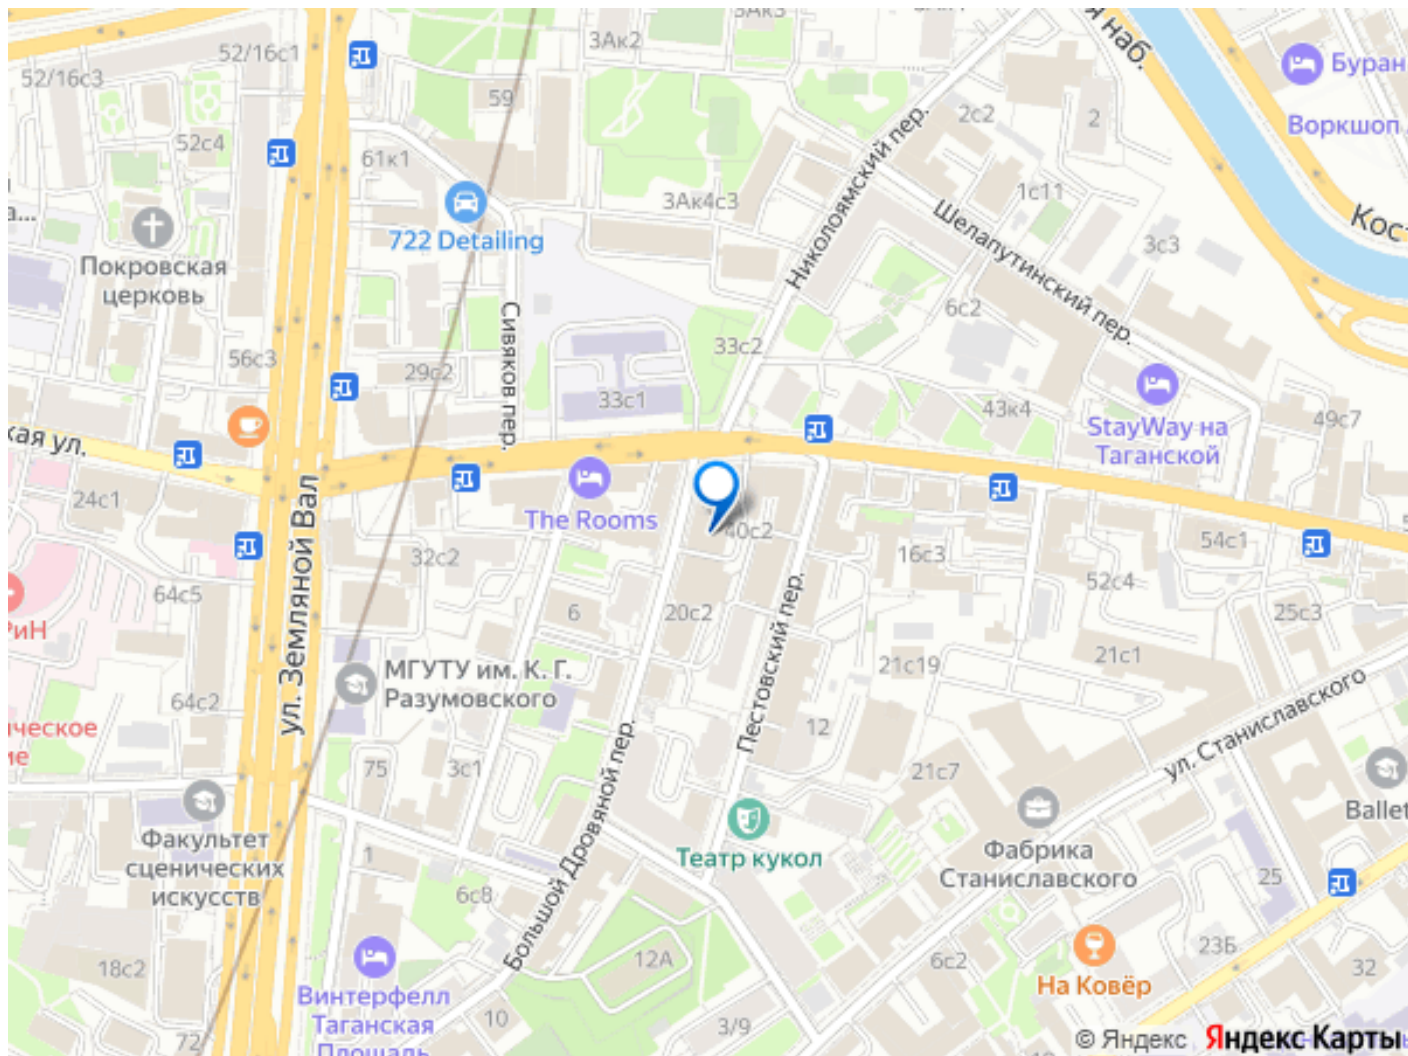 3Ак3
я наб.
52/16с1
3Ак2
52/16с3
Буран
59
2с2
2
Воркшоп
52с4
61к1
Николоямский пер.
3Ак4с3
1с11
Шелапутинский пер.
Кос
722 Detailing
3с3
Покровская
церковь
Сивяков пер.
6с2
33с2
56с3
29с2
33с1
43к4
49с7
StayWay на
Таганской
кая ул.
24с1
ул. Земляной Вал
The Rooms
40с2
32с2
16с3
54с1
52с4
64с5
6
20с2
25с3
РиН
Пестовский пер.
21с19
21с1
МГУТУ им. К. Г.
Разумовского
64с2
ул. Станиславского
ическое
ие
12
Большой Дровяной пер.
75
3с1
21с7
Ballet
Факультет
сценических
искусств
Театр кукол
Фабрика
Станиславского
1
25
6с8
23Б
12А
6с2
32
18с2
На Ковёр
Винтерфелл
Таганская
Площадь
10
3/9
72
© Яндекс Яндекс Карты